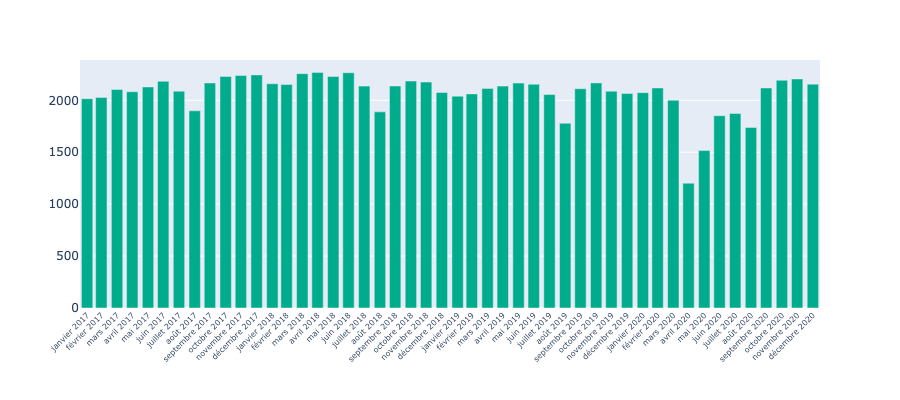 2000
1500
1000
500
0
janvier 2017
février 2017
mars 2017
avril 2017
mai 2017
juin 2017
juillet 2017
août 2017
septembre 2017
octobre 2017
novembre 2017
décembre 2017
janvier 2018
février 2018
mars 2018
avril 2018
mai 2018
juin 2018
juillet 2018
août 2018
septembre 2018
octobre 2018
novembre 2018
décembre 2018
janvier 2019
février 2019
mars 2019
avril 2019
mai 2019
juin 2019
juillet 2019
août 2019
septembre 2019
octobre 2019
novembre 2019
décembre 2019
janvier 2020
février 2020
mars 2020
avril 2020
mai 2020
juin 2020
juillet 2020
août 2020
septembre 2020
octobre 2020
novembre 2020
décembre 2020